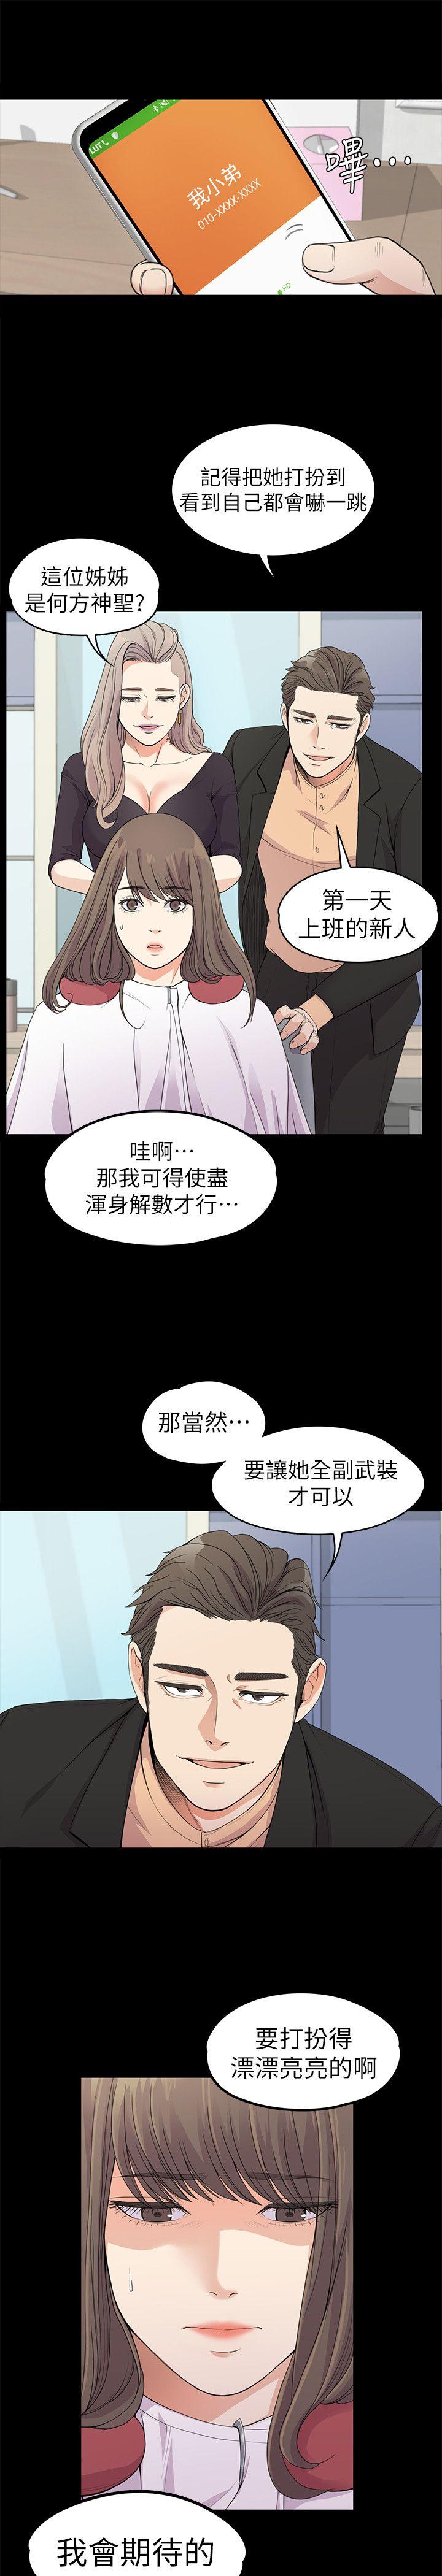 LUTL
我小弟
010-XXXX-XXXX
嗶⋯
HD
記得把她打扮到
看到自己都會嚇一跳
這位姊姊
是何方神聖?
第一天
上班的新人
哇啊⋯
那我可得使盡
渾身解數才行⋯
那當然⋯
要讓她全副武裝
才可以
要打扮得
漂漂亮亮的啊
我會期待的